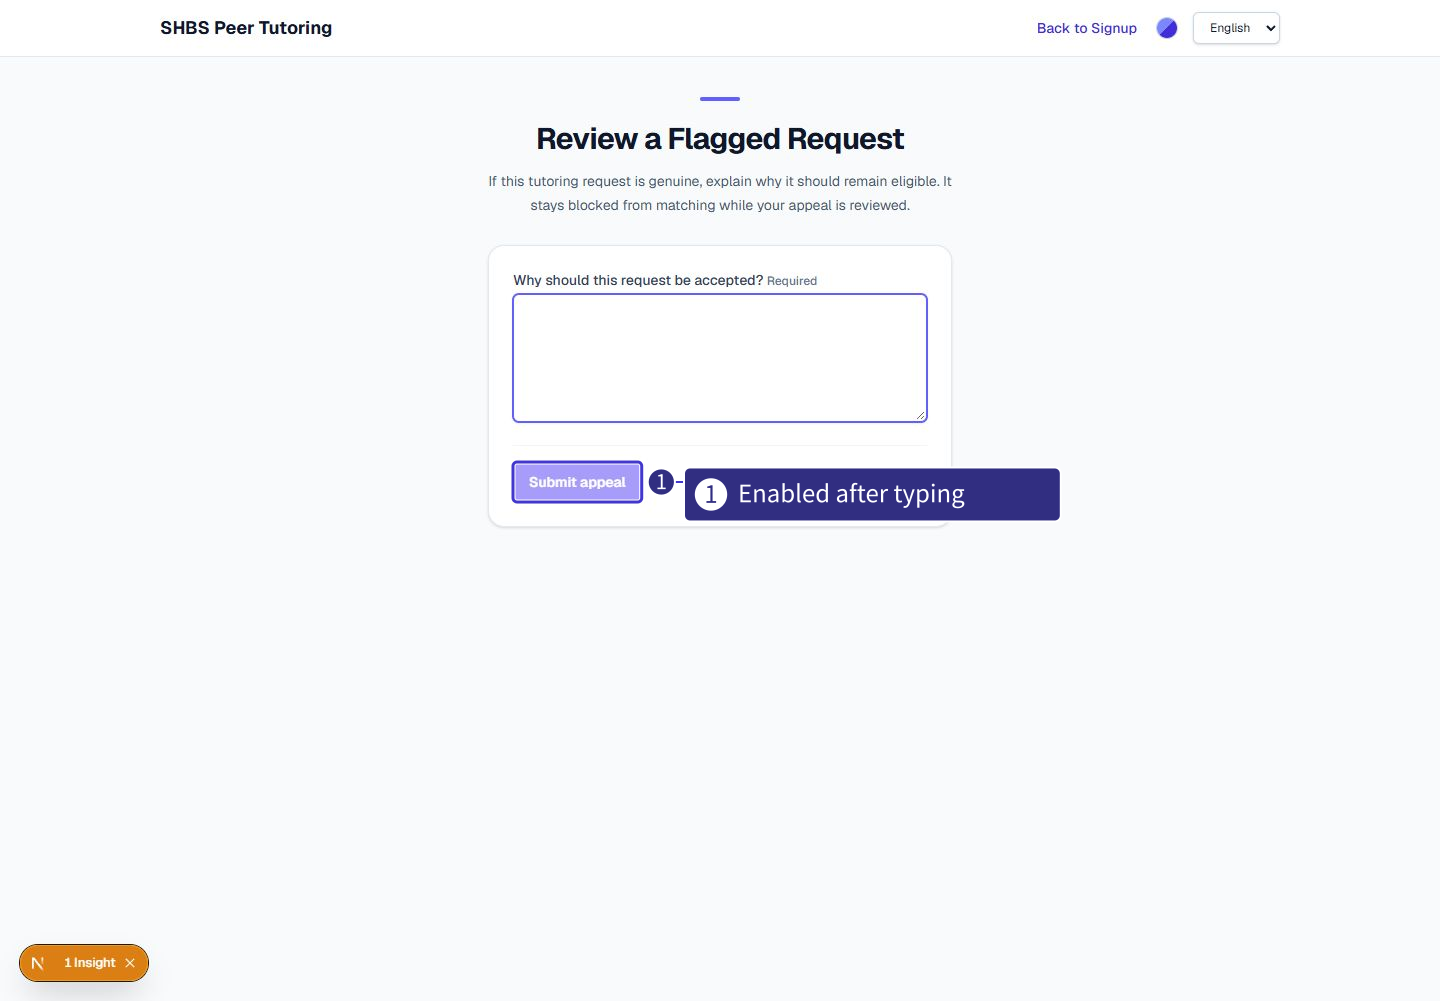 SHBS Peer Tutoring
Back to Signup
English
Review a Flagged Request
If this tutoring request is genuine, explain why it should remain eligible. It
stays blocked from matching while your appeal is reviewed.
Why should this request be accepted? Required
Submit appeal
1
1 Enabled after typing
N 1 Insight